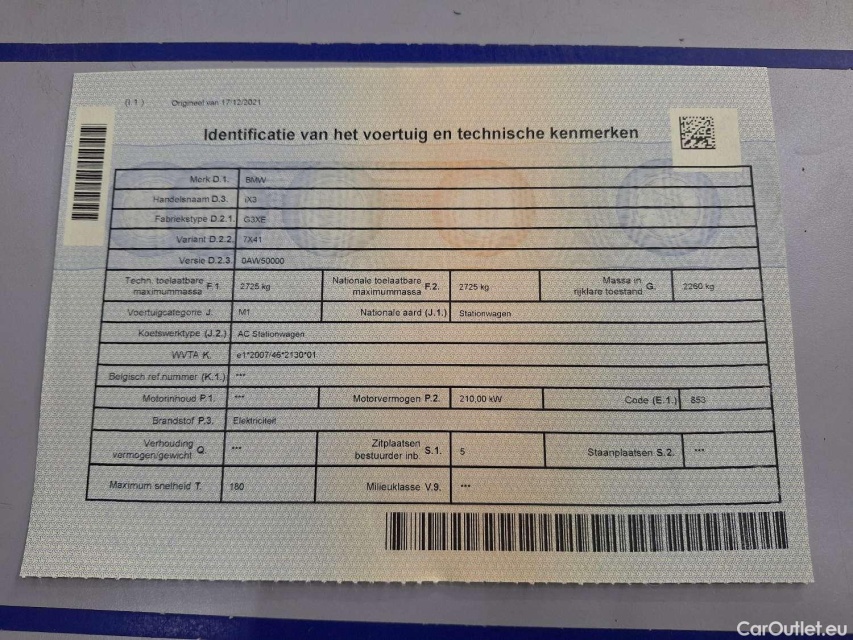 (I.1) Origineel van 17/12/2021
Identificatie van het voertuig en technische kenmerken
Merk D.1. BMW
Handelsnaam D.3. iX3
Fabriekstype D.2.1. G3XE
Variant D.2.2. 7X41
Versie D.2.3. 0AW50000
Techn. toelaatbare maximummassa F.1. 2725 kg Nationale toelaatbare maximummassa F.2. 2725 kg Massa in rijklare toestand G. 2260 kg
Voertuigcategorie J. M1 Nationale aard (J.1.) Stationwagen
Koetswerktype (J.2.) AC Stationwagen
WVTA K. e1*2007/46*2130*01
Belgisch ref.nummer (K.1.) ***
Motorinhoud P.1. *** Motorvermogen P.2. 210,00 kW Code (E.1.) 853
Brandstof P.3. Elektriciteit
Verhouding vermogen/gewicht Q. *** Zitplaatsen bestuurder inb. S.1. 5 Staanplaatsen S.2. ***
Maximum snelheid T. 180 Milieuklasse V.9. ***
CarOutlet.eu